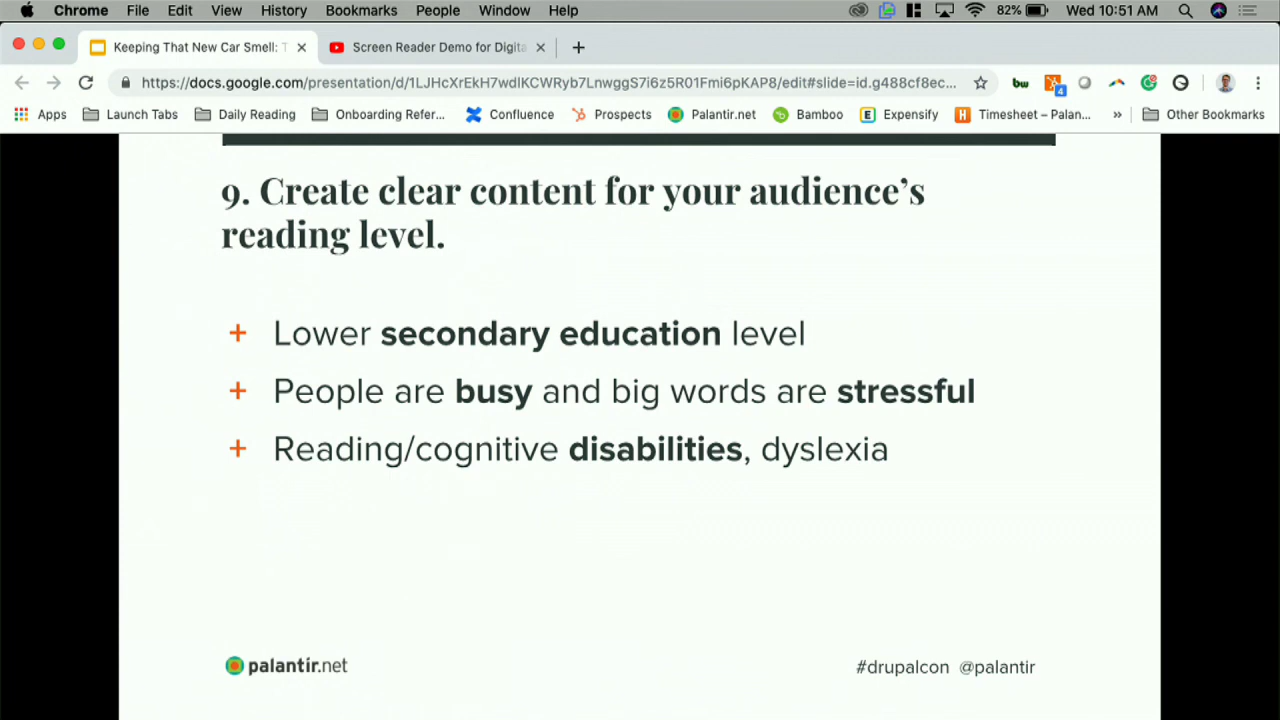 Chrome File Edit View History Bookmarks People Window Help 82% Wed 10:51 AM
Keeping That New Car Smell: T Screen Reader Demo for Digita
https://docs.google.com/presentation/d/1LJHcXrEkH7wdlKCWRyb7LnwggS7i6z5R01Fmi6pKAP8/edit#slide=id.g488cf8ec... bw 4
Apps Launch Tabs Daily Reading Onboarding Refer... Confluence Prospects Palantir.net Bamboo E Expensify H Timesheet – Palan... » Other Bookmarks
9. Create clear content for your audience's
reading level.
+ Lower secondary education level
+ People are busy and big words are stressful
+ Reading/cognitive disabilities, dyslexia
palantir.net #drupalcon @palantir